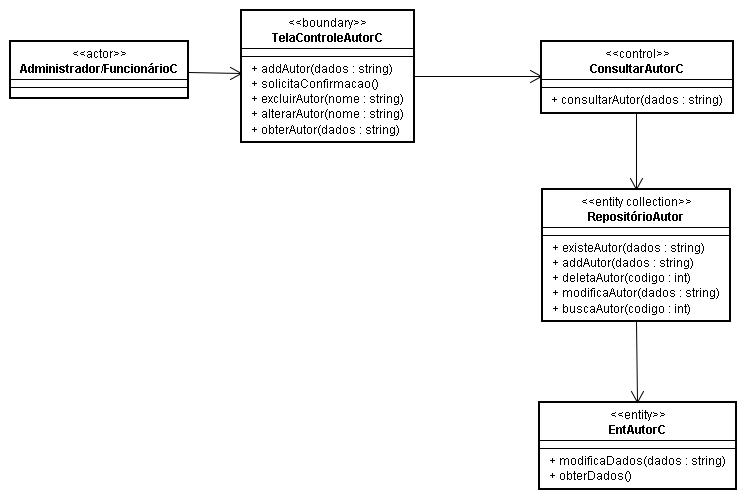 <<actor>>
Administrador/FuncionárioC
<<boundary>>
TelaControleAutorC
+ addAutor(dados : string)
+ solicitaConfirmacao()
+ excluirAutor(nome : string)
+ alterarAutor(nome : string)
+ obterAutor(dados : string)
<<control>>
ConsultarAutorC
+ consultarAutor(dados : string)
<<entity collection>>
RepositórioAutor
+ existeAutor(dados : string)
+ addAutor(dados : string)
+ deletaAutor(codigo : int)
+ modificaAutor(dados : string)
+ buscaAutor(codigo : int)
<<entity>>
EntAutorC
+ modificaDados(dados : string)
+ obterDados()